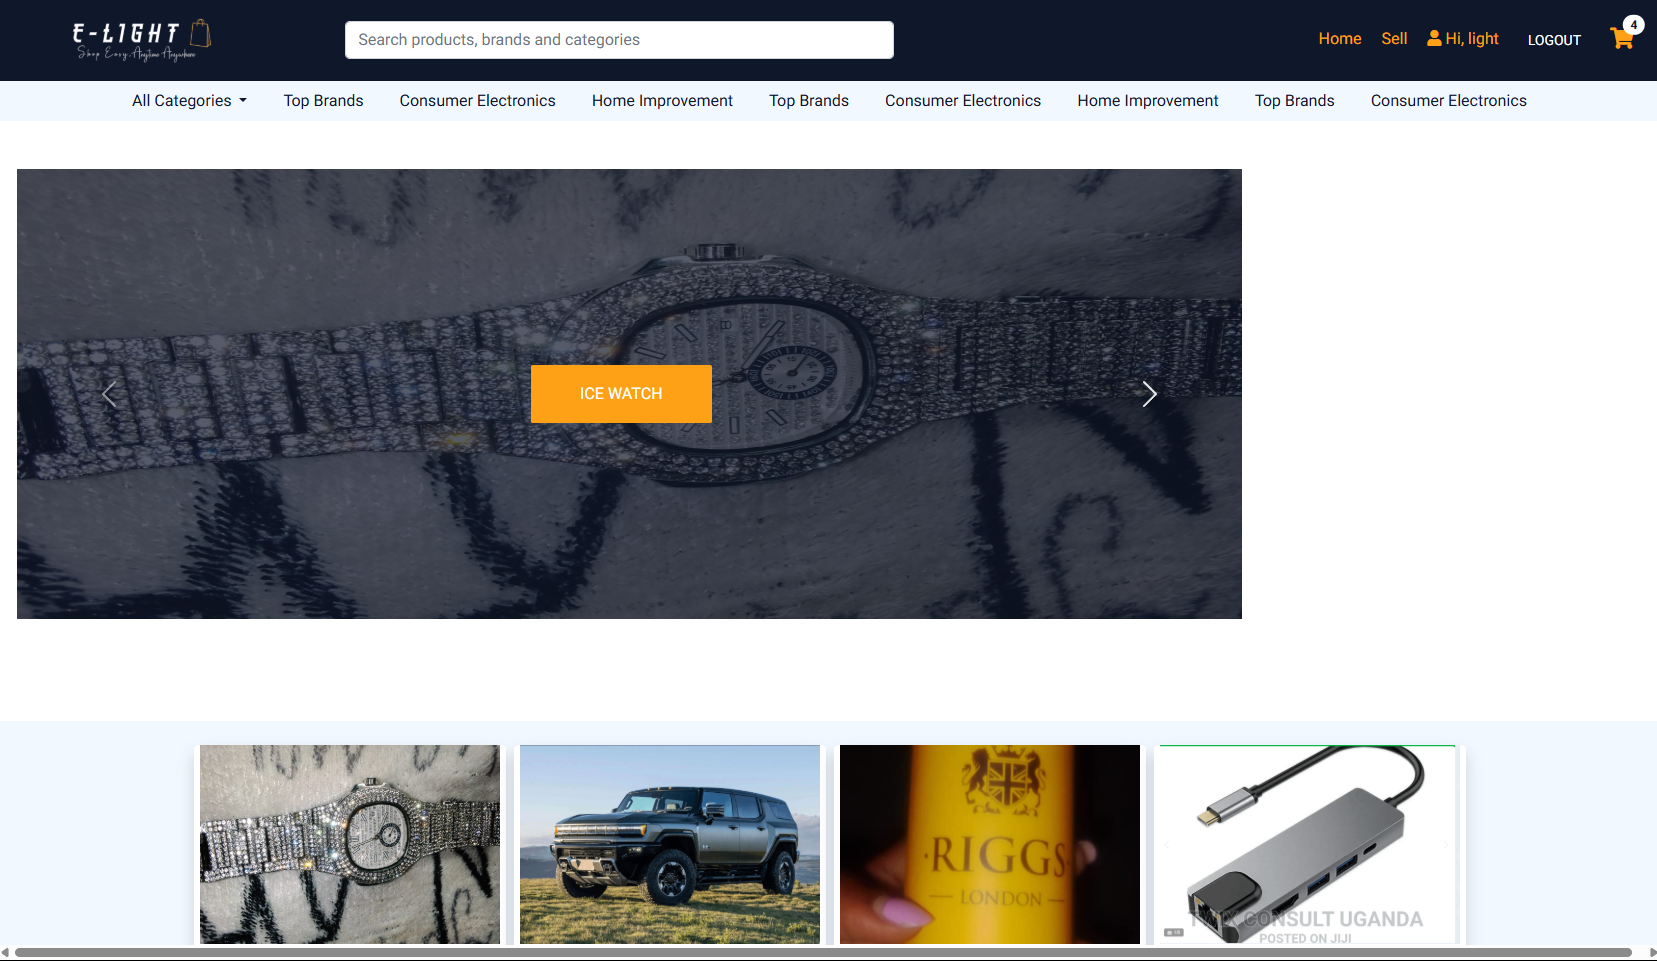 E-LIGHT
Shop Easy. Anytime Anywhere
Search products, brands and categories
Home
Sell
Hi, light
LOGOUT
4
All Categories
Top Brands
Consumer Electronics
Home Improvement
Top Brands
Consumer Electronics
Home Improvement
Top Brands
Consumer Electronics
ICE WATCH
RIGGS
LONDON
TWIX CONSULT UGANDA
POSTED ON JIJI